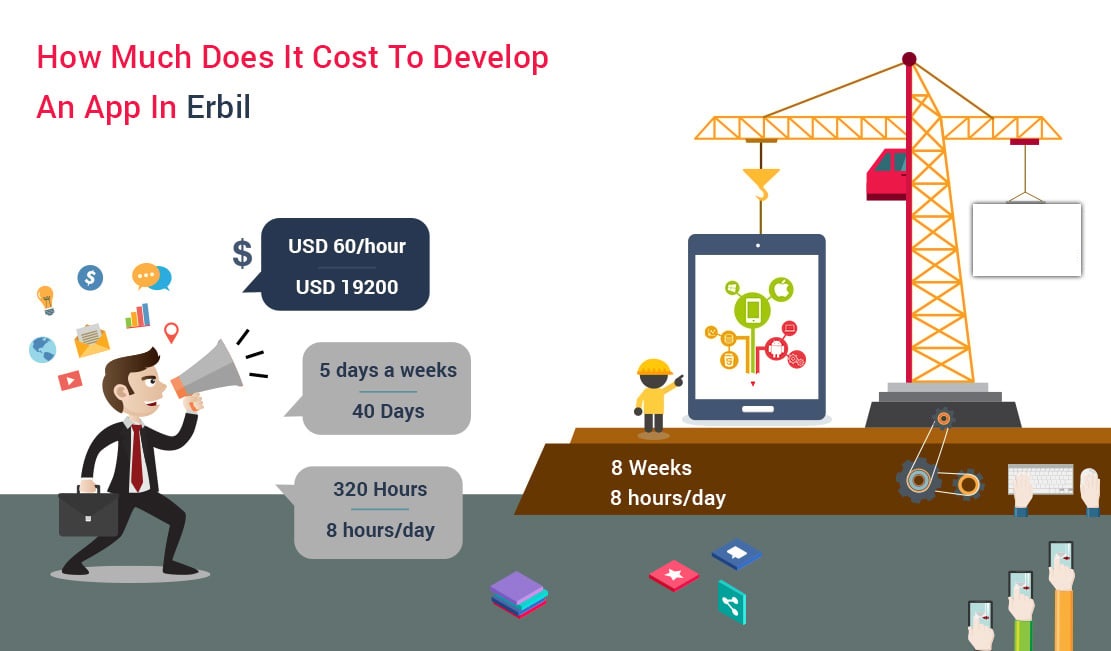 How Much Does It Cost To Develop
An App In Erbil
$
USD 60/hour
USD 19200
$
5 days a weeks
40 Days
320 Hours
8 hours/day
8 Weeks
8 hours/day